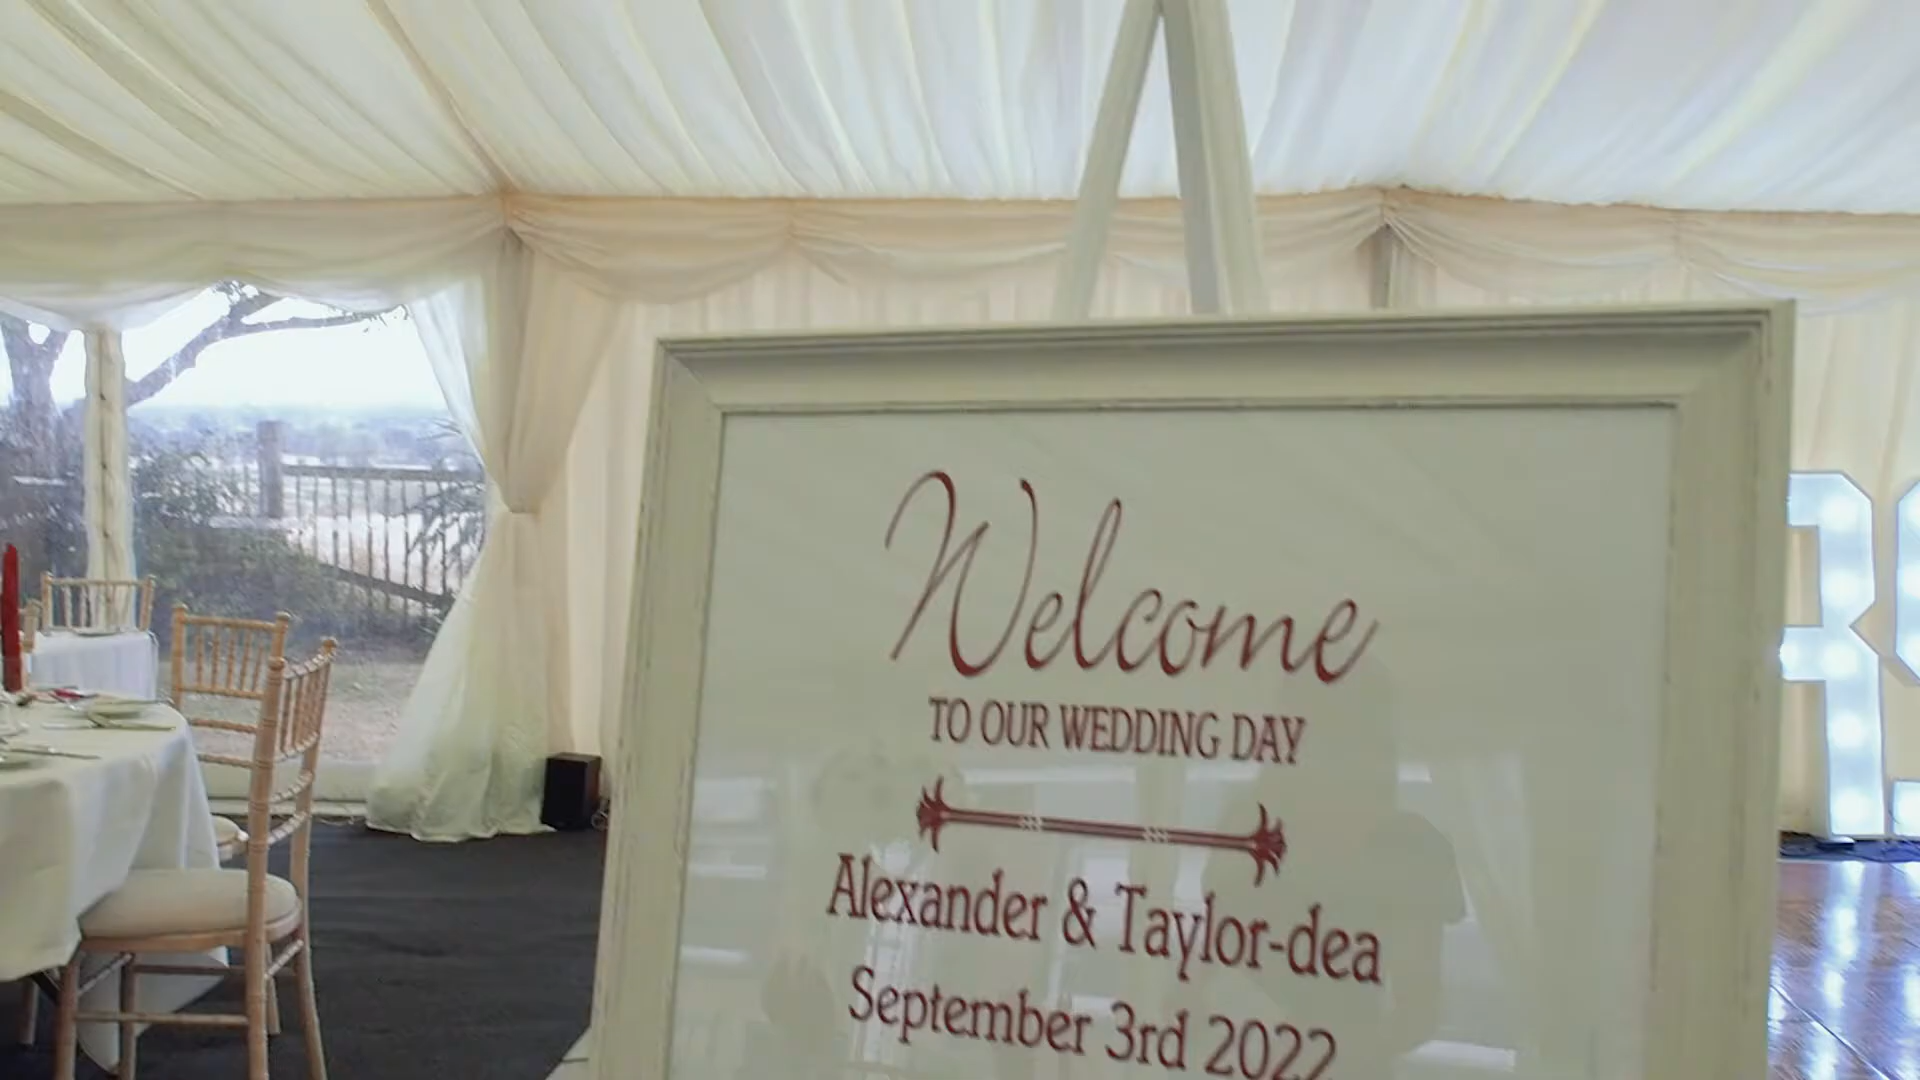 Welcome
TO OUR WEDDING DAY
Alexander & Taylor-dea
September 3rd 2022